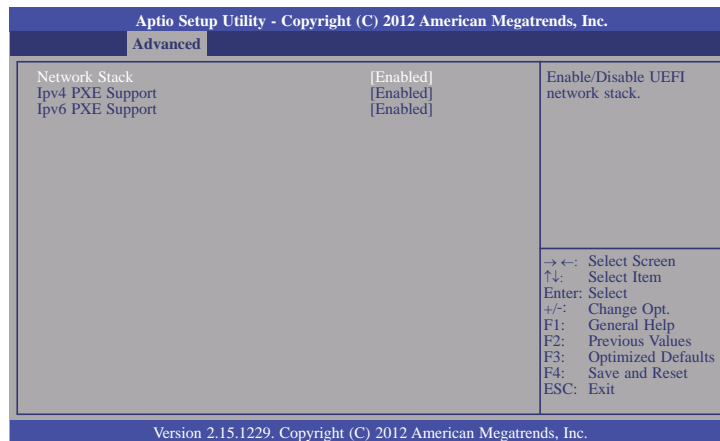 Aptio Setup Utility - Copyright (C) 2012 American Megatrends, Inc.
Advanced
Network Stack [Enabled]
Ipv4 PXE Support [Enabled]
Ipv6 PXE Support [Enabled]
Enable/Disable UEFI
network stack.
→←: Select Screen
↑↓: Select Item
Enter: Select
+/-: Change Opt.
F1: General Help
F2: Previous Values
F3: Optimized Defaults
F4: Save and Reset
ESC: Exit
Version 2.15.1229. Copyright (C) 2012 American Megatrends, Inc.